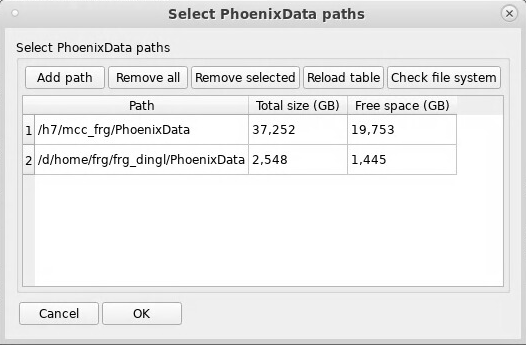 Select PhoenixData paths
Select PhoenixData paths
Add path Remove all Remove selected Reload table Check file system
Path Total size (GB) Free space (GB)
1 /h7/mcc_frg/PhoenixData 37,252 19,753
2 /d/home/frg/frg_dingl/PhoenixData 2,548 1,445
Cancel OK